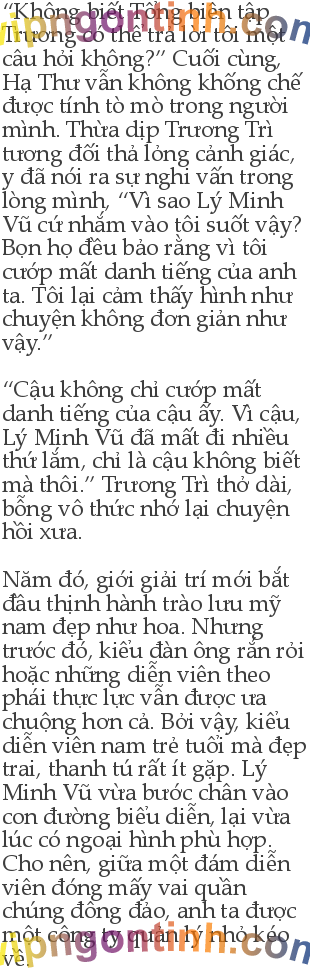 “Không biết Tổng biên tập
Trương có thể trả lời tôi một
câu hỏi không?” Cuối cùng,
Hạ Thư vẫn không khống chế
được tính tò mò trong người
mình. Thừa dịp Trương Trì
tương đối thả lỏng cảnh giác,
y đã nói ra sự nghi vấn trong
lòng mình, “Vì sao Lý Minh
Vũ cứ nhắm vào tôi suốt vậy?
Bọn họ đều bảo rằng vì tôi
cướp mất danh tiếng của anh
ta. Tôi lại cảm thấy hình như
chuyện không đơn giản như
vậy.”

“Cậu không chỉ cướp mất
danh tiếng của cậu ấy. Vì cậu,
Lý Minh Vũ đã mất đi nhiều
thứ lắm, chỉ là cậu không biết
mà thôi.” Trương Trì thở dài,
bỗng vô thức nhớ lại chuyện
hồi xưa.

Năm đó, giới giải trí mới bắt
đầu thịnh hành trào lưu mỹ
nam đẹp như hoa. Nhưng
trước đó, kiểu đàn ông rắn rỏi
hoặc những diễn viên theo
phái thực lực vẫn được ưa
chuộng hơn cả. Bởi vậy, kiểu
diễn viên nam trẻ tuổi mà đẹp
trai, thanh tú rất ít gặp. Lý
Minh Vũ vừa bước chân vào
con đường biểu diễn, lại vừa
lúc có ngoại hình phù hợp.
Cho nên, giữa một đám diễn
viên đóng mấy vai quần
chúng đông đảo, anh ta được
một công ty quản lý nhỏ kéo
về.
vipngontinh.com